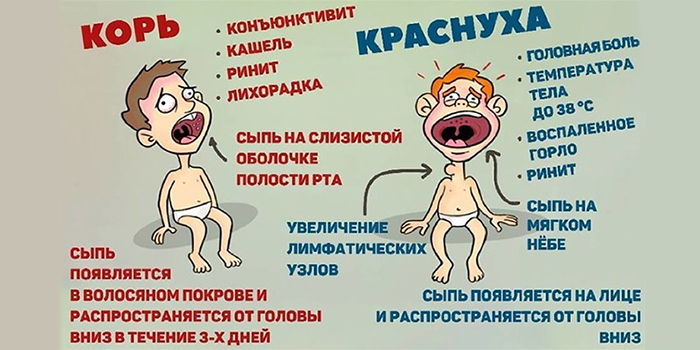 КОРЬ
• КОНЪЮНКТИВИТ
• КАШЕЛЬ
• РИНИТ
• ЛИХОРАДКА
СЫПЬ НА СЛИЗИСТОЙ
ОБОЛОЧКЕ
ПОЛОСТИ РТА
СЫПЬ
ПОЯВЛЯЕТСЯ
В ВОЛОСЯНОМ ПОКРОВЕ И
РАСПРОСТРАНЯЕТСЯ ОТ ГОЛОВЫ
ВНИЗ В ТЕЧЕНИЕ 3-Х ДНЕЙ
КРАСНУХА
• ГОЛОВНАЯ БОЛЬ
• ТЕМПЕРАТУРА
ТЕЛА
ДО 38 °C
• ВОСПАЛЕННОЕ
ГОРЛО
• РИНИТ
СЫПЬ НА
МЯГКОМ
НЁБЕ
УВЕЛИЧЕНИЕ
ЛИМФАТИЧЕСКИХ
УЗЛОВ
СЫПЬ ПОЯВЛЯЕТСЯ НА ЛИЦЕ
И РАСПРОСТРАНЯЕТСЯ ОТ ГОЛОВЫ
ВНИЗ